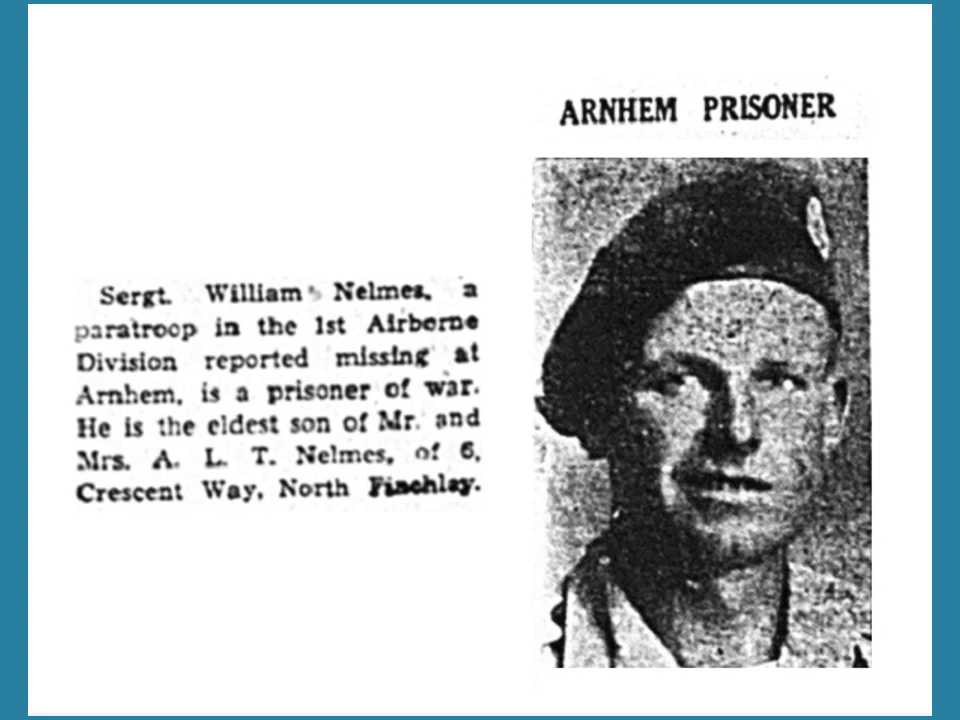 ARNHEM PRISONER
Sergt. William Nelmes, a
paratroop in the 1st Airborne
Division reported missing at
Arnhem, is a prisoner of war.
He is the eldest son of Mr. and
Mrs. A. L. T. Nelmes, of 6,
Crescent Way, North Finchley.